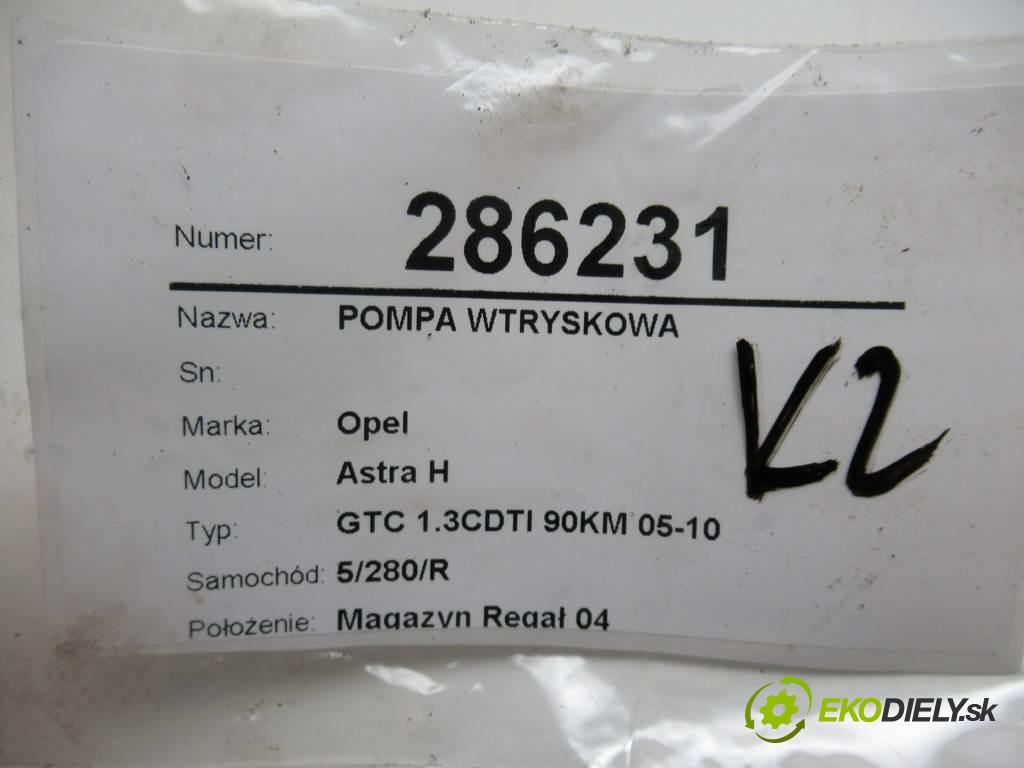 Numer: 286231
Nazwa: POMPA WTRYSKOWA
Sn:
Marka: Opel
Model: Astra H
Typ: GTC 1.3CDTI 90KM 05-10
Samochód: 5/280/R
Położenie: Magazyn Regał 04
V2
EKODIELY.sk